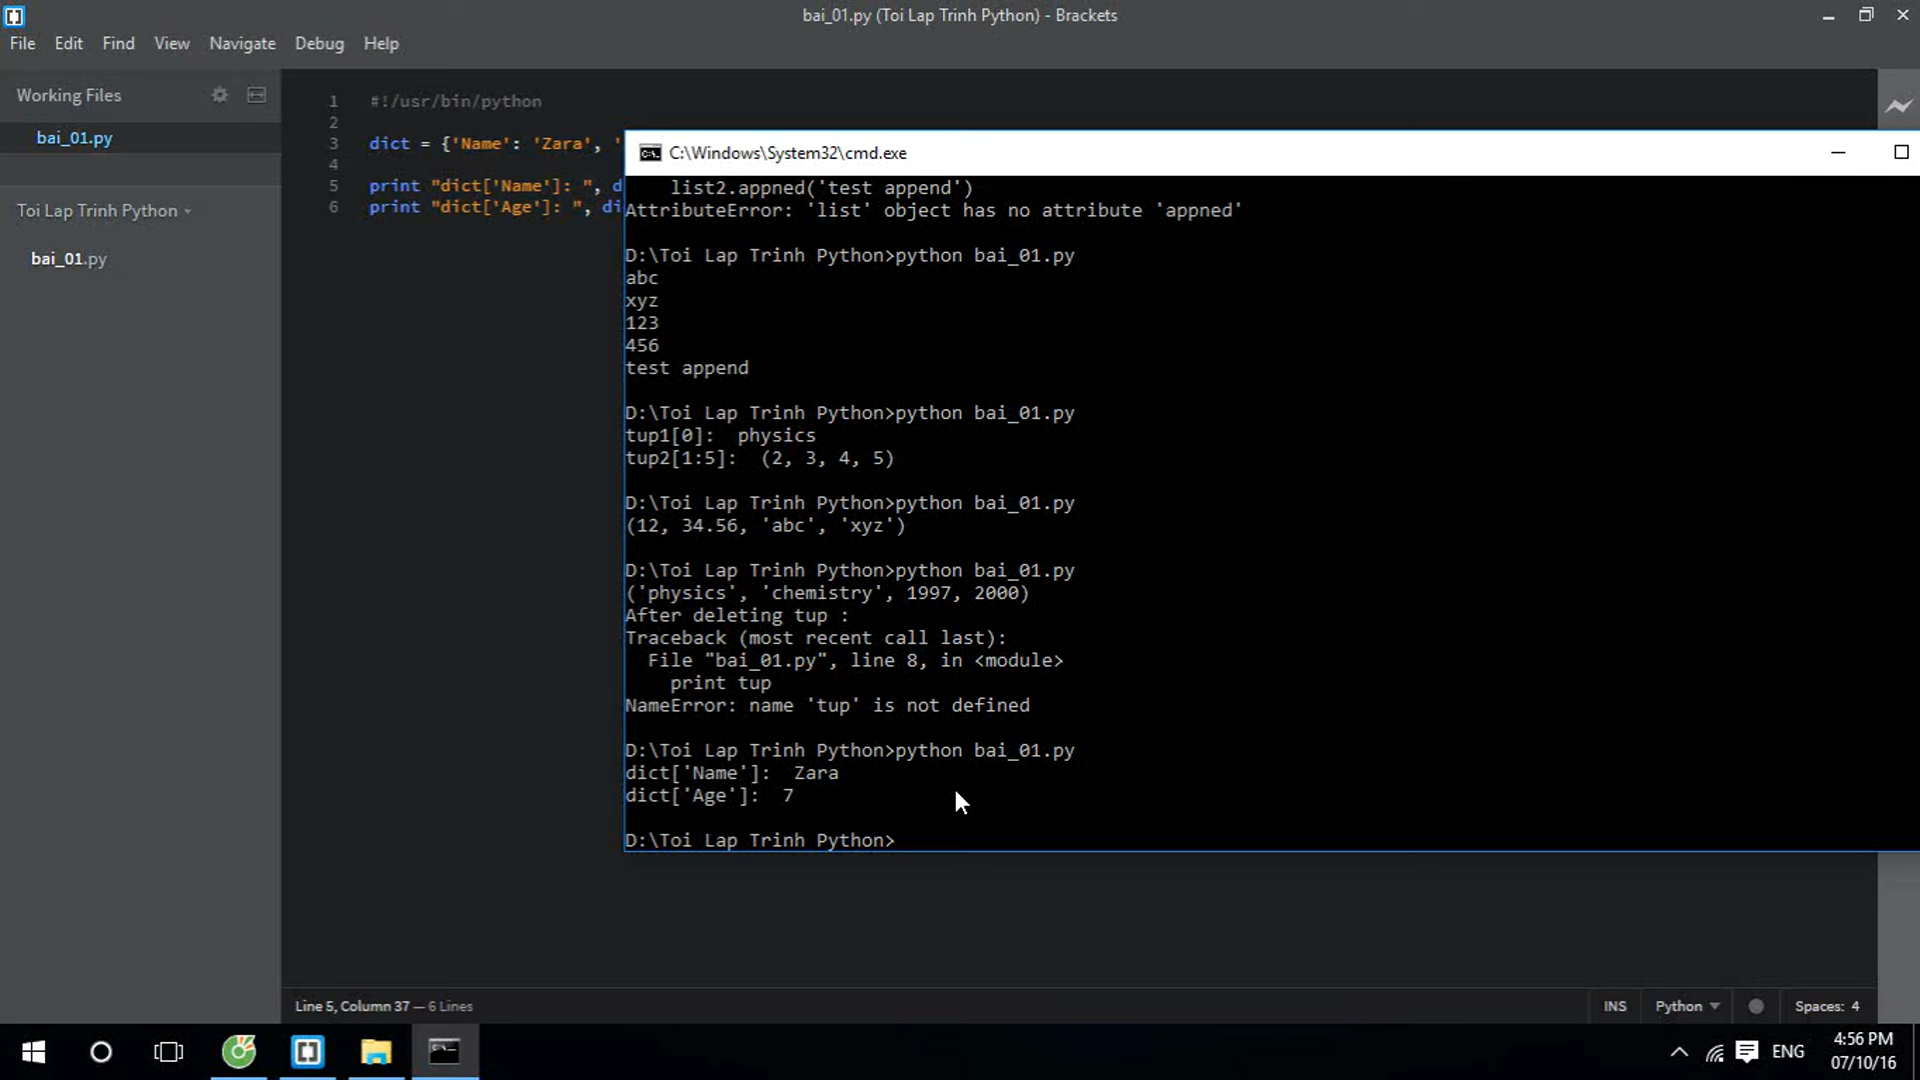 bai_01.py (Toi Lap Trinh Python) - Brackets
File Edit Find View Navigate Debug Help
Working Files
bai_01.py
Toi Lap Trinh Python
bai_01.py
1 #!/usr/bin/python
2
3 dict = {'Name': 'Zara', '
4
5 print "dict['Name']: ", d
6 print "dict['Age']: ", di
C:\Windows\System32\cmd.exe
list2.appned('test append')
AttributeError: 'list' object has no attribute 'appned'
D:\Toi Lap Trinh Python>python bai_01.py
abc
xyz
123
456
test append
D:\Toi Lap Trinh Python>python bai_01.py
tup1[0]:  physics
tup2[1:5]:  (2, 3, 4, 5)
D:\Toi Lap Trinh Python>python bai_01.py
(12, 34.56, 'abc', 'xyz')
D:\Toi Lap Trinh Python>python bai_01.py
('physics', 'chemistry', 1997, 2000)
After deleting tup :
Traceback (most recent call last):
File "bai_01.py", line 8, in <module>
print tup
NameError: name 'tup' is not defined
D:\Toi Lap Trinh Python>python bai_01.py
dict['Name']:  Zara
dict['Age']:  7
D:\Toi Lap Trinh Python>
Line 5, Column 37 — 6 Lines
INS Python Spaces: 4
ENG
4:56 PM
07/10/16